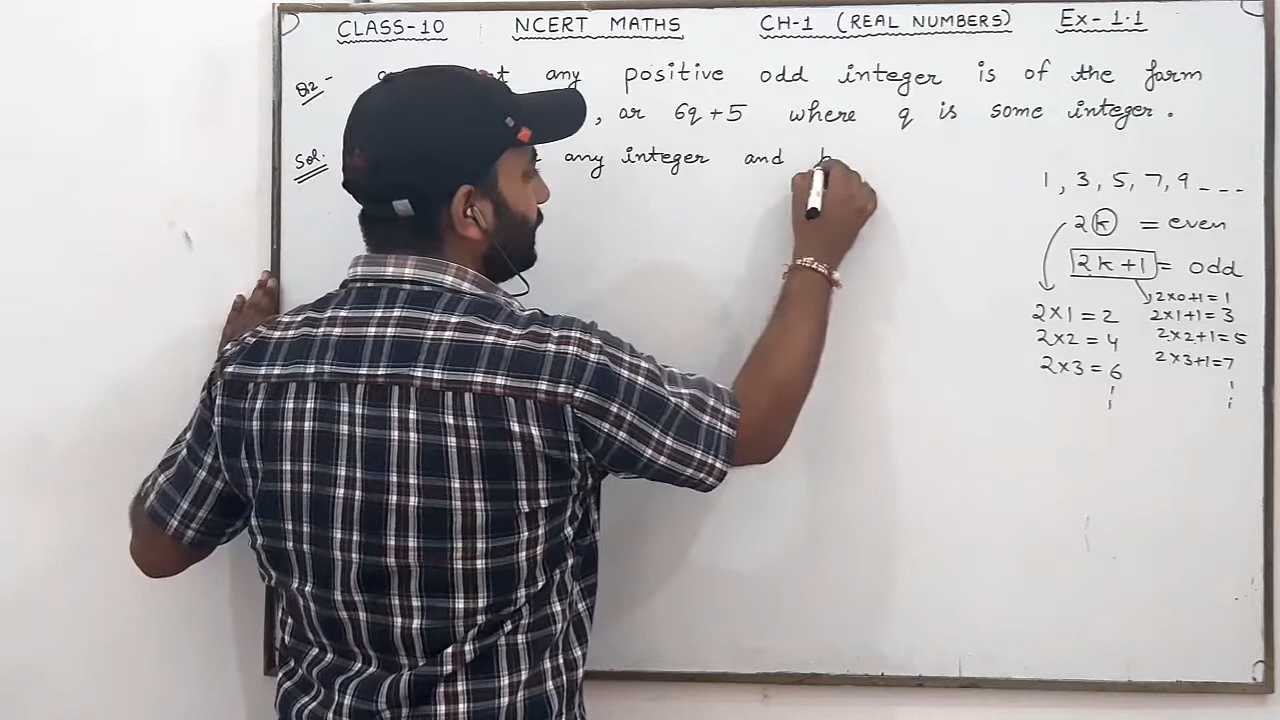 CLASS-10 NCERT MATHS CH-1 (REAL NUMBERS) Ex-1.1
Q.2- any positive odd integer is of the form
, or 6q+5 where q is some integer.
Sol. any integer and
1, 3, 5, 7, 9 ---
2k = even
2k+1 = odd
2×1=2
2×2=4
2×3=6
2×0+1=1
2×1+1=3
2×2+1=5
2×3+1=7